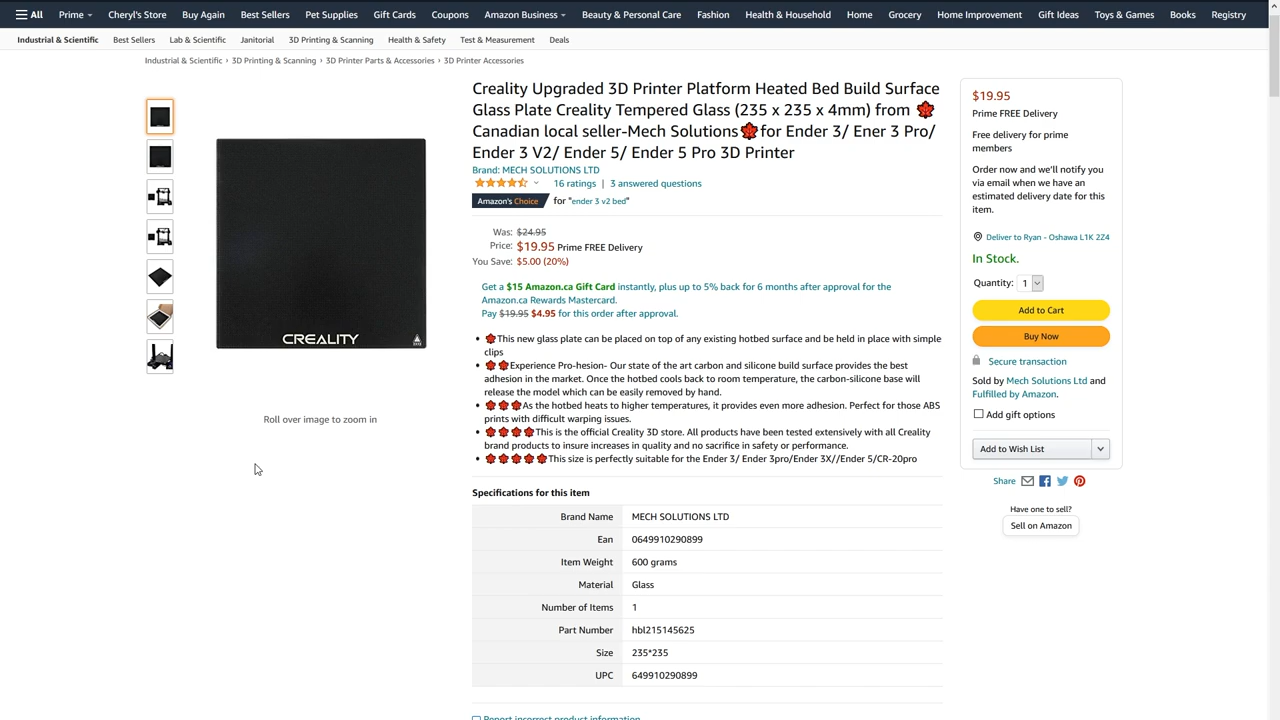 All Prime Cheryl's Store Buy Again Best Sellers Pet Supplies Gift Cards Coupons Amazon Business Beauty & Personal Care Fashion Health & Household Home Grocery Home Improvement Gift Ideas Toys & Games Books Registry
Industrial & Scientific Best Sellers Lab & Scientific Janitorial 3D Printing & Scanning Health & Safety Test & Measurement Deals
Industrial & Scientific › 3D Printing & Scanning › 3D Printer Parts & Accessories › 3D Printer Accessories
CREALITY
Roll over image to zoom in
Creality Upgraded 3D Printer Platform Heated Bed Build Surface
Glass Plate Creality Tempered Glass (235 x 235 x 4mm) from 🍁
Canadian local seller-Mech Solutions🍁for Ender 3/ Ener 3 Pro/
Ender 3 V2/ Ender 5/ Ender 5 Pro 3D Printer
Brand: MECH SOLUTIONS LTD
16 ratings | 3 answered questions
Amazon's Choice for "ender 3 v2 bed"
Was: $24.95
Price: $19.95 Prime FREE Delivery
You Save: $5.00 (20%)
Get a $15 Amazon.ca Gift Card instantly, plus up to 5% back for 6 months after approval for the
Amazon.ca Rewards Mastercard.
Pay $19.95 $4.95 for this order after approval.
• 🍁This new glass plate can be placed on top of any existing hotbed surface and be held in place with simple
clips
• 🍁🍁Experience Pro-hesion- Our state of the art carbon and silicone build surface provides the best
adhesion in the market. Once the hotbed cools back to room temperature, the carbon-silicone base will
release the model which can be easily removed by hand.
• 🍁🍁🍁As the hotbed heats to higher temperatures, it provides even more adhesion. Perfect for those ABS
prints with difficult warping issues.
• 🍁🍁🍁🍁This is the official Creality 3D store. All products have been tested extensively with all Creality
brand products to insure increases in quality and no sacrifice in safety or performance.
• 🍁🍁🍁🍁🍁This size is perfectly suitable for the Ender 3/ Ender 3pro/Ender 3X//Ender 5/CR-20pro
Specifications for this item
Brand Name MECH SOLUTIONS LTD
Ean 0649910290899
Item Weight 600 grams
Material Glass
Number of Items 1
Part Number hbl215145625
Size 235*235
UPC 649910290899
Report incorrect product information
$19.95
Prime FREE Delivery
Free delivery for prime
members
Order now and we'll notify you
via email when we have an
estimated delivery date for this
item.
Deliver to Ryan - Oshawa L1K 2Z4
In Stock.
Quantity: 1
Add to Cart
Buy Now
Secure transaction
Sold by Mech Solutions Ltd and
Fulfilled by Amazon.
Add gift options
Add to Wish List
Share
Have one to sell?
Sell on Amazon